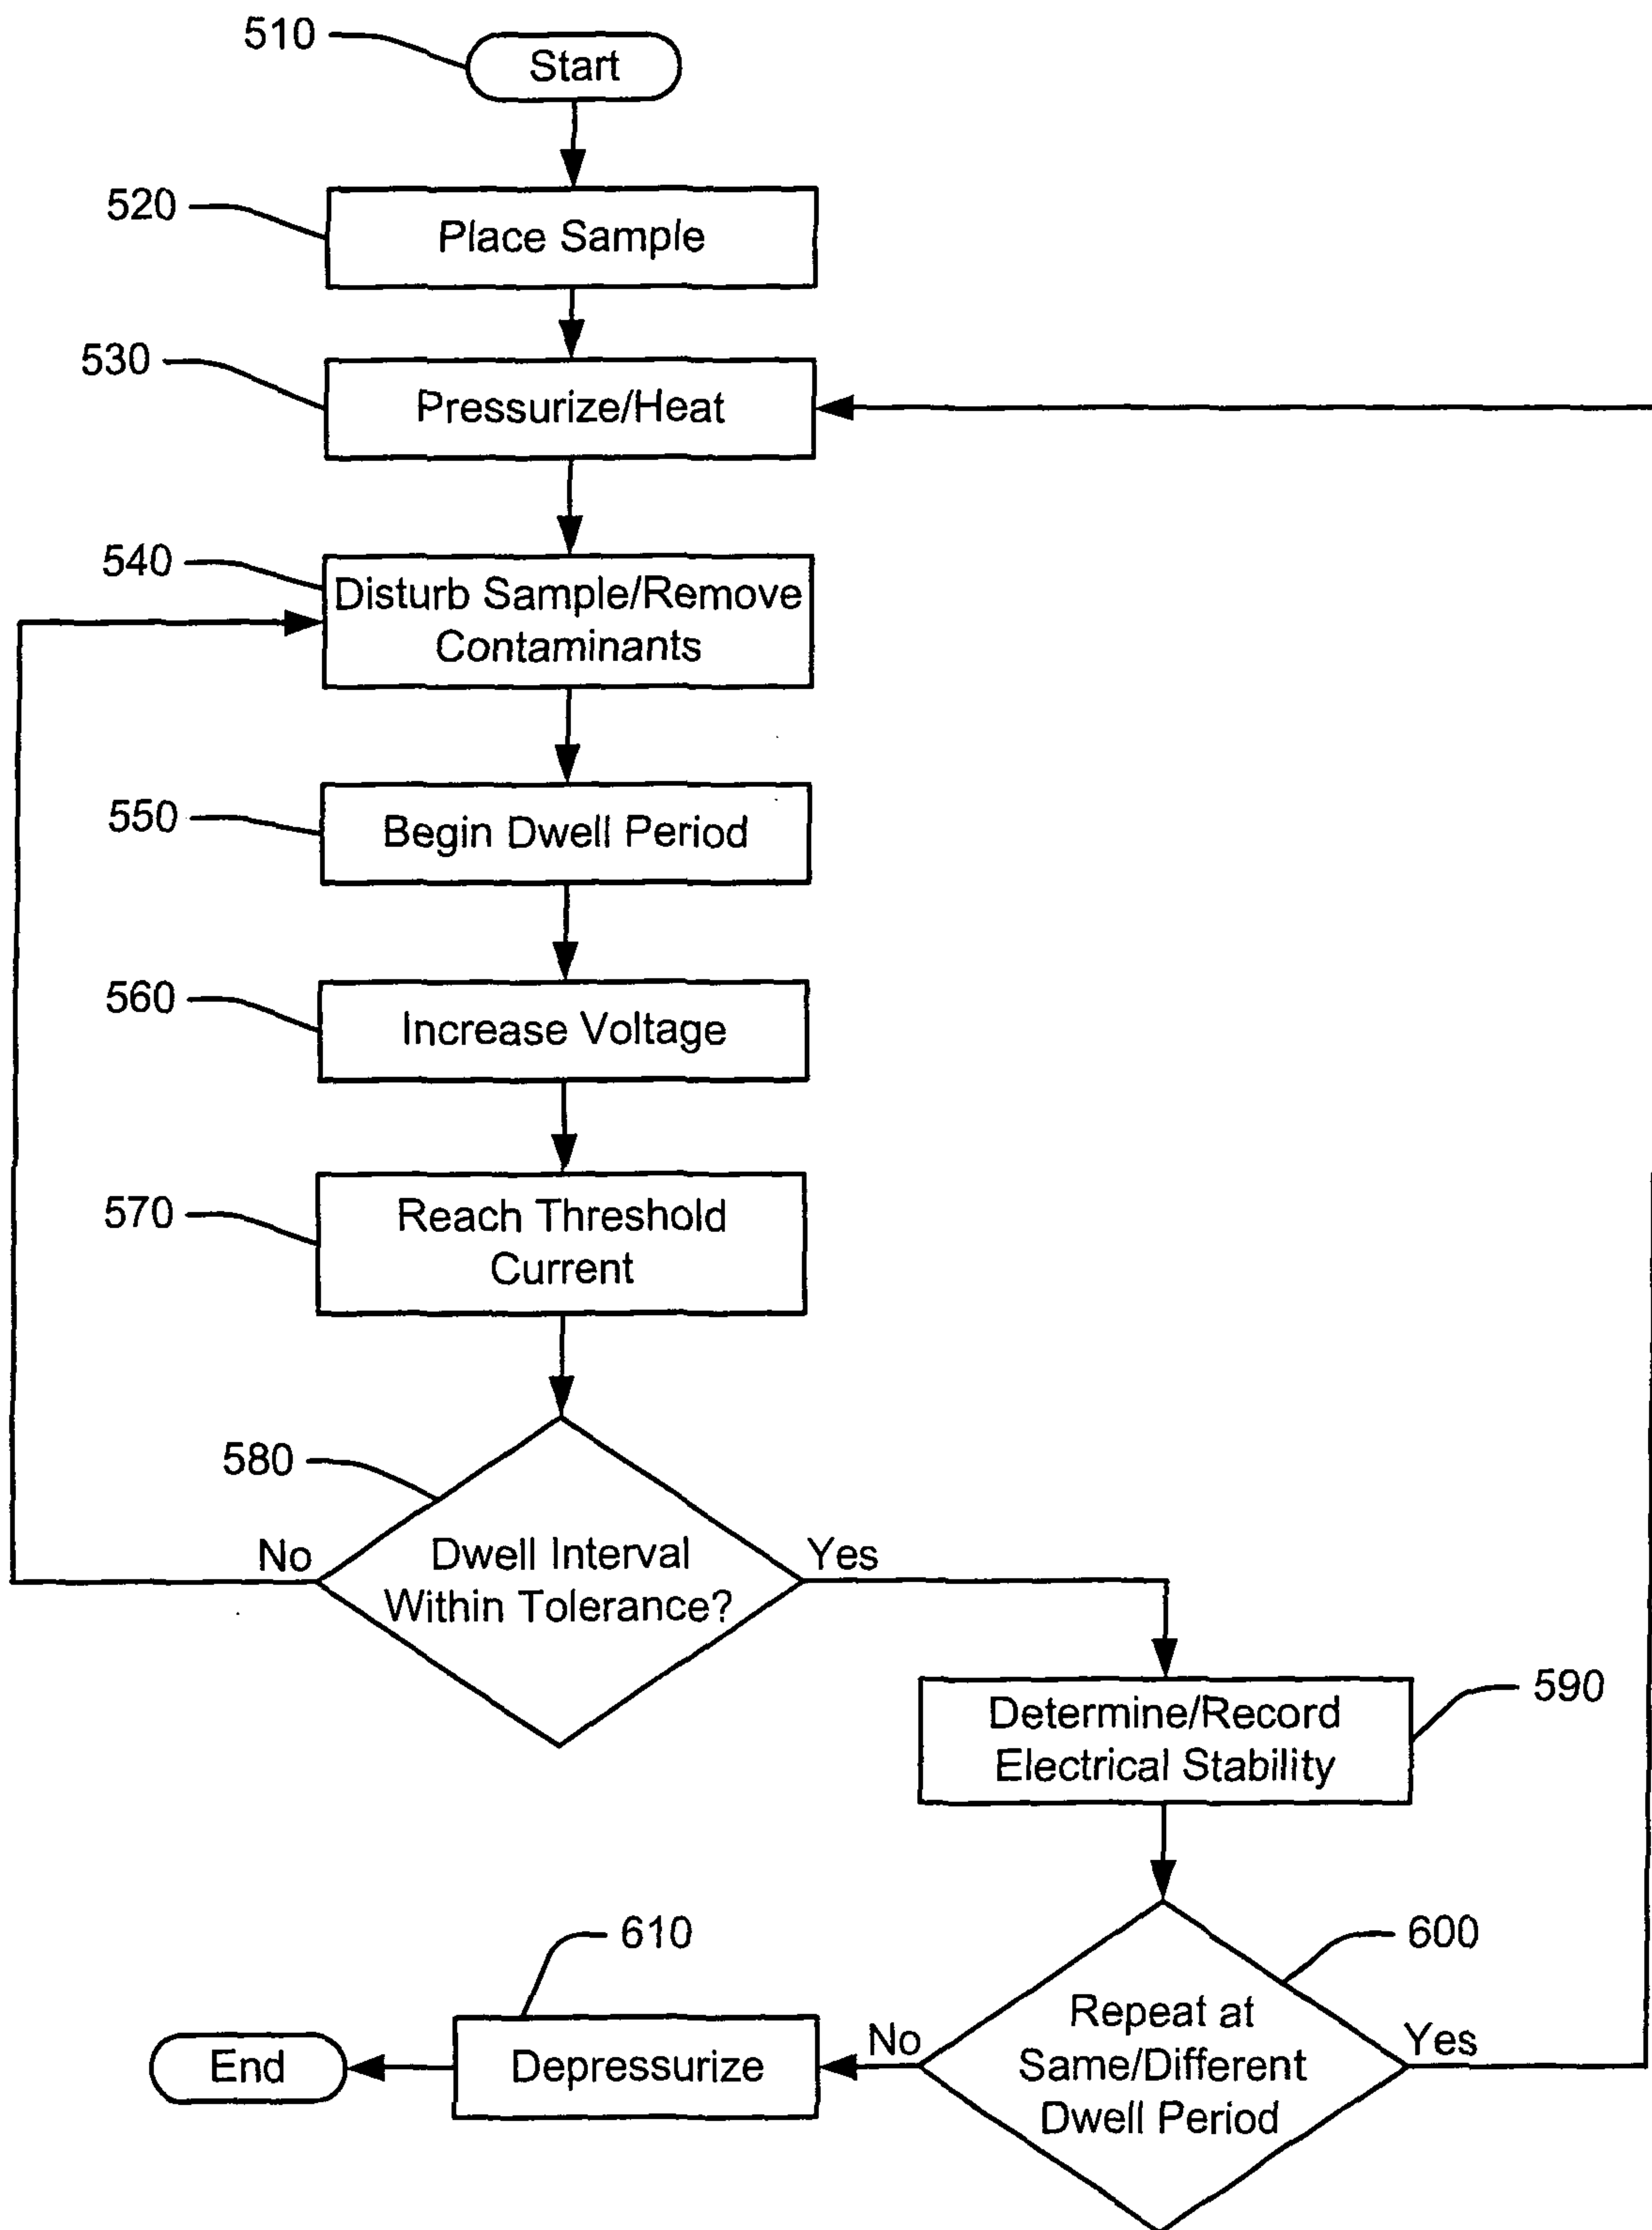 510
Start
520
Place Sample
530
Pressurize/Heat
540
Disturb Sample/Remove
Contaminants
550
Begin Dwell Period
560
Increase Voltage
570
Reach Threshold
Current
580
No
Dwell Interval
Within Tolerance?
Yes
Determine/Record
Electrical Stability
590
600
Repeat at
Same/Different
Dwell Period
Yes
No
610
Depressurize
End